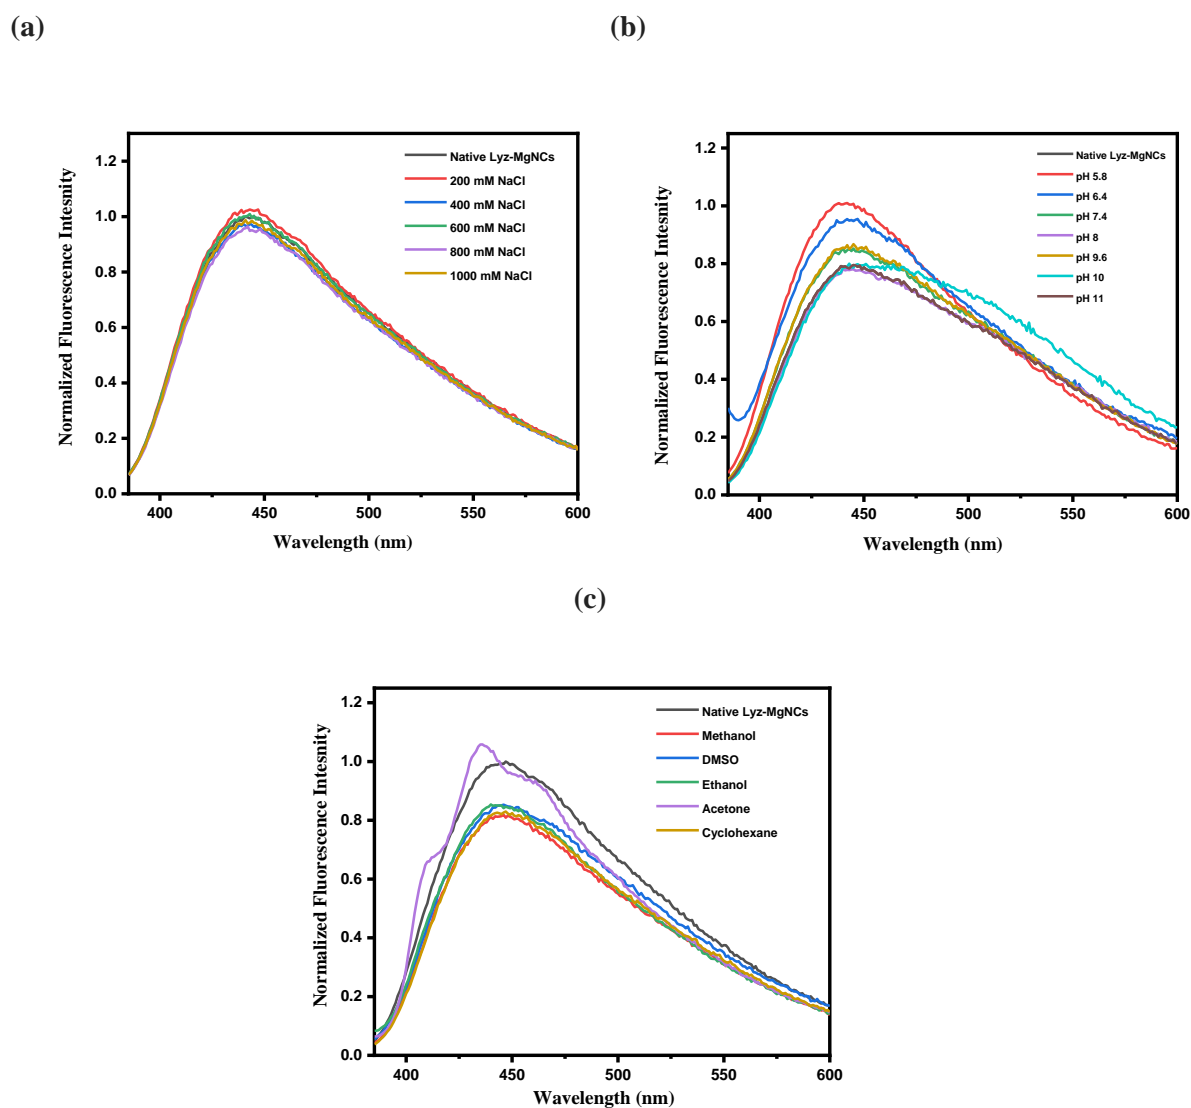 (a)
(b)
Normalized Fluorescence Intesnity
1.2
1.0
0.8
0.6
0.4
0.2
0.0
Native Lyz-MgNCs
200 mM NaCl
400 mM NaCl
600 mM NaCl
800 mM NaCl
1000 mM NaCl
400
450
500
550
600
Wavelength (nm)
Normalized Fluorescence Intesnity
1.2
1.0
0.8
0.6
0.4
0.2
0.0
Native Lyz-MgNCs
pH 5.8
pH 6.4
pH 7.4
pH 8
pH 9.6
pH 10
pH 11
400
450
500
550
600
Wavelength (nm)
(c)
Normalized Fluorescence Intesnity
1.2
1.0
0.8
0.6
0.4
0.2
0.0
Native Lyz-MgNCs
Methanol
DMSO
Ethanol
Acetone
Cyclohexane
400
450
500
550
600
Wavelength (nm)